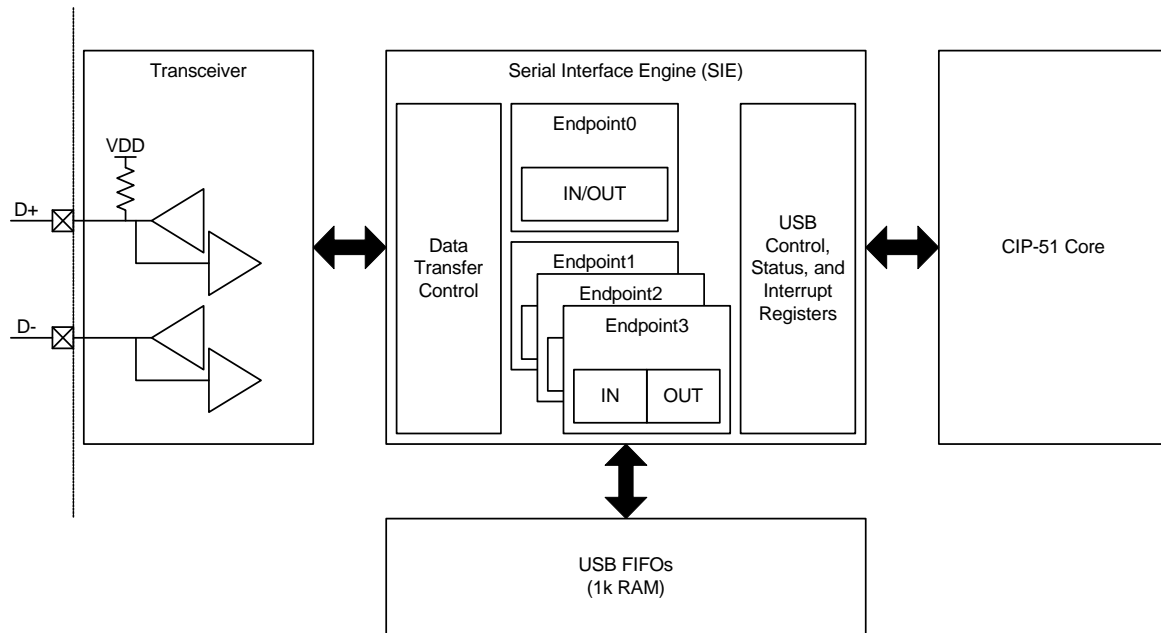 Transceiver
VDD
D+
D-
Serial Interface Engine (SIE)
Data
Transfer
Control
Endpoint0
IN/OUT
Endpoint1
Endpoint2
Endpoint3
IN
OUT
USB
Control,
Status, and
Interrupt
Registers
CIP-51 Core
USB FIFOs
(1k RAM)